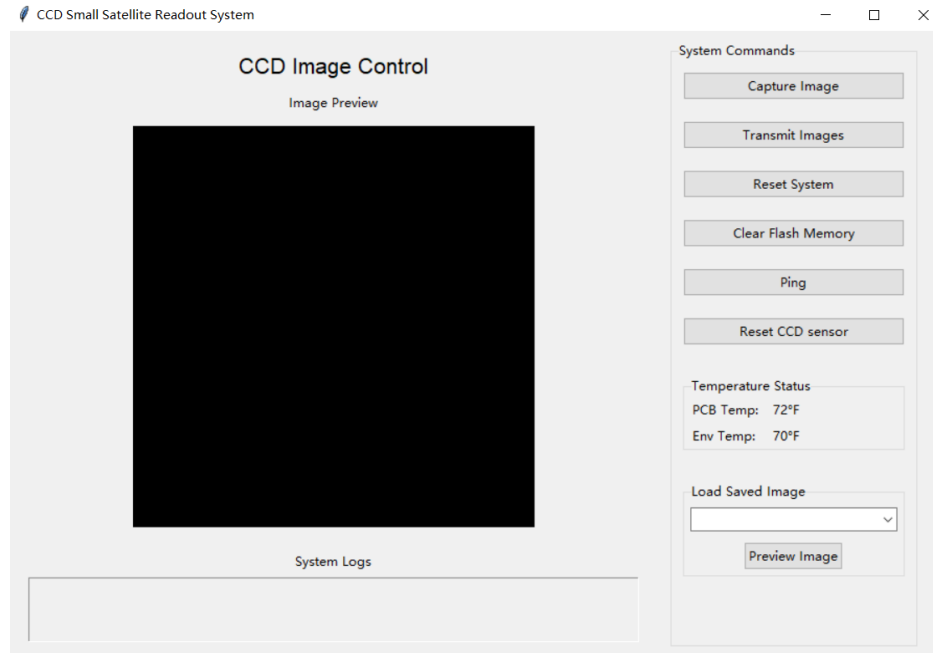 CCD Small Satellite Readout System
CCD Image Control
Image Preview
System Logs
System Commands
Capture Image
Transmit Images
Reset System
Clear Flash Memory
Ping
Reset CCD sensor
Temperature Status
PCB Temp: 72°F
Env Temp: 70°F
Load Saved Image
Preview Image